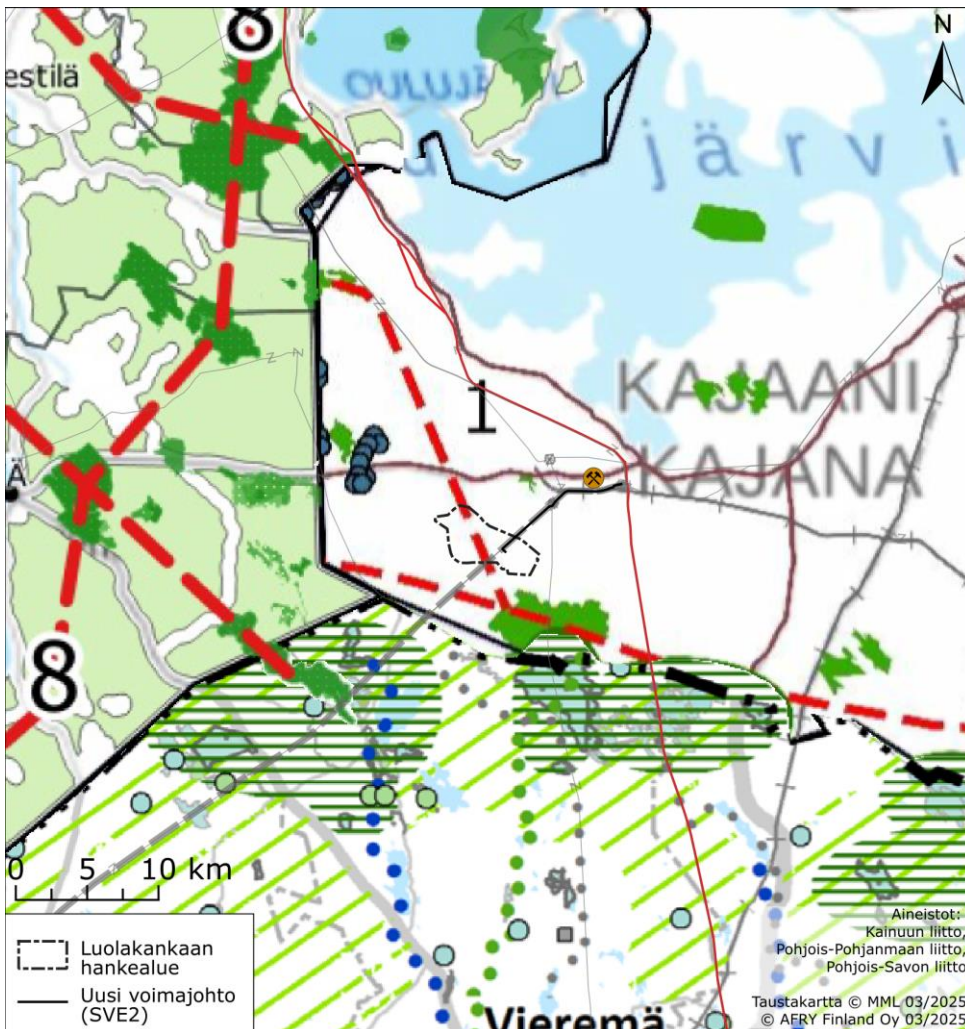 8
N
estilä
OULUJÄ
järvi
1
KAJAANI
KAJANA
Ä
8
0 5 10 km
Luolakankaan
hankealue
Uusi voimajohto
(SVE2)
Vieremä
Aineistot:
Kainuun liitto,
Pohjois-Pohjanmaan liitto,
Pohjois-Savon liitto
Taustakartta © MML 03/2025
© AFRY Finland Oy 03/2025